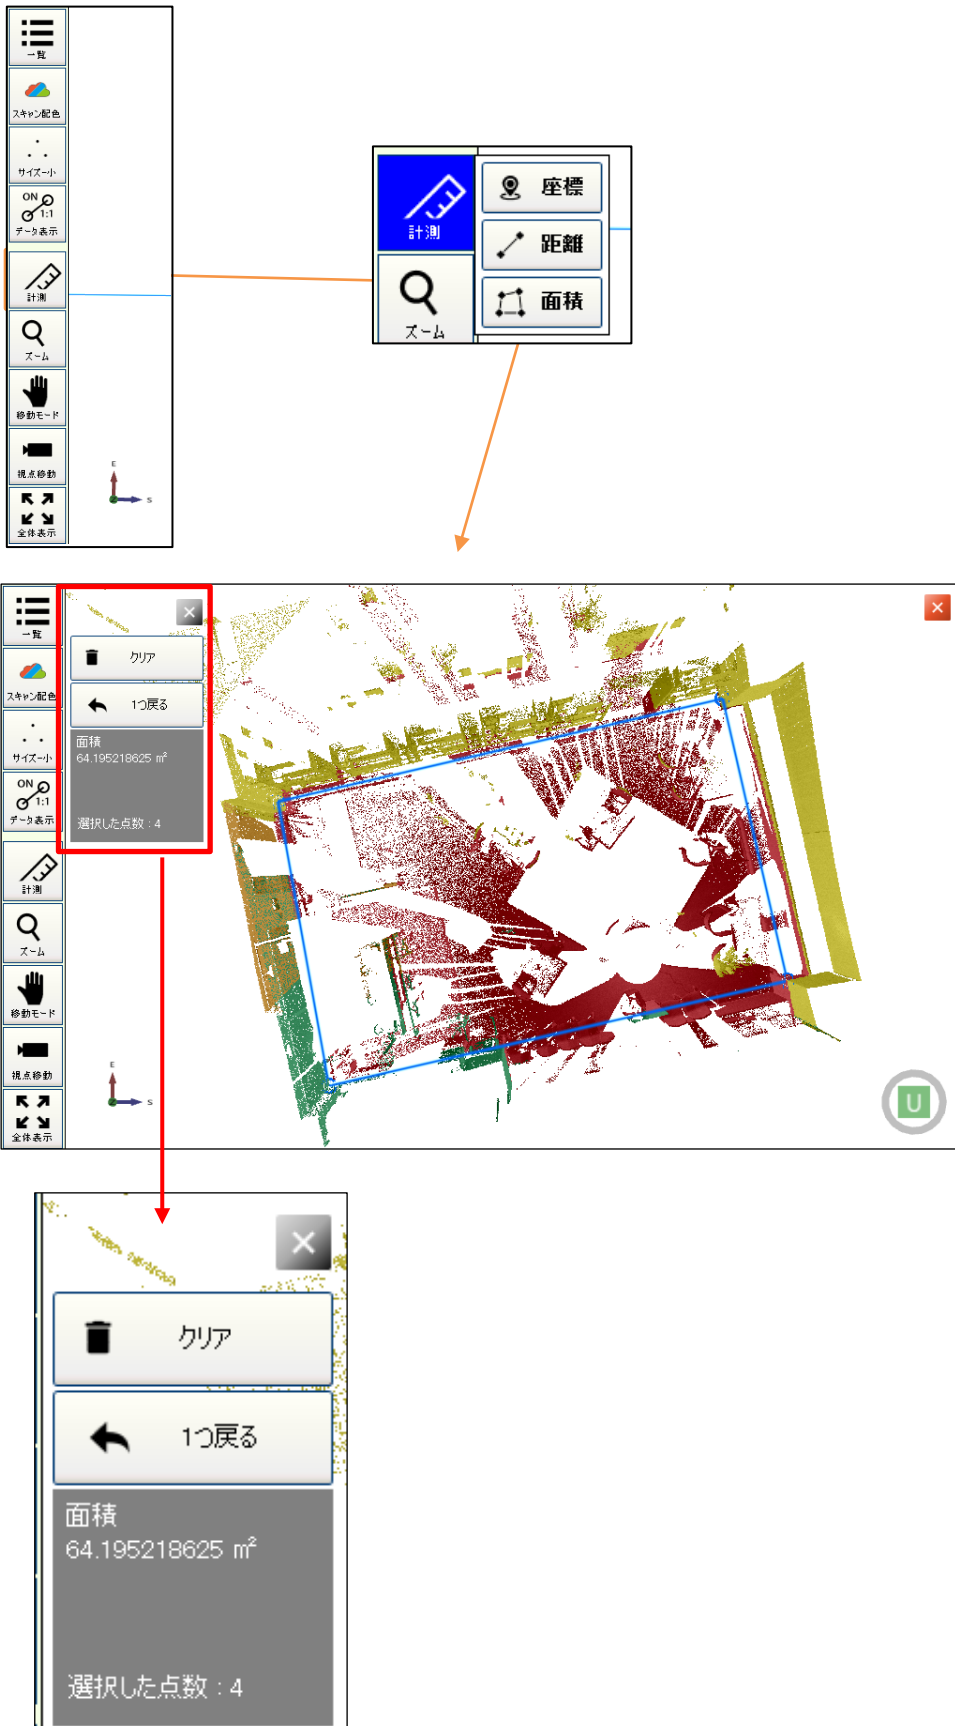 一覧
スキャン配色
サイズ-小
ON
1:1
データ表示
計測
ズーム
移動モード
視点移動
全体表示
E
S
計測
ズーム
座標
距離
面積
一覧
スキャン配色
サイズ-小
ON
1:1
データ表示
計測
ズーム
移動モード
視点移動
全体表示
クリア
1つ戻る
面積
64.195218625 ㎡
選択した点数：4
E
S
U
クリア
1つ戻る
面積
64.195218625 ㎡
選択した点数：4